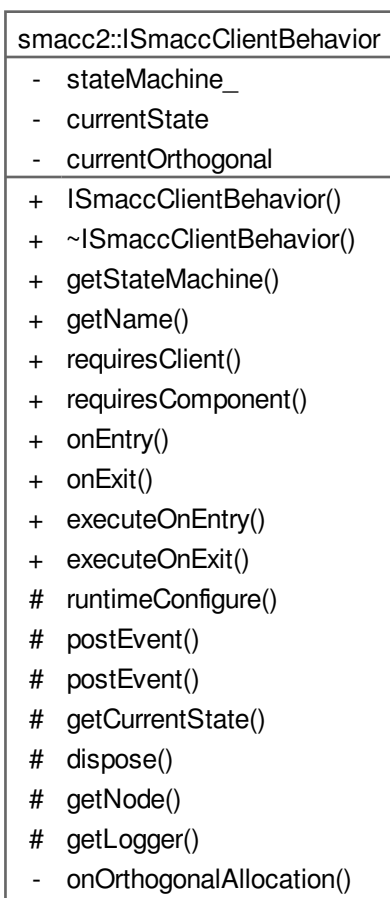 smacc2::ISmaccClientBehavior
- stateMachine_
- currentState
- currentOrthogonal
+ ISmaccClientBehavior()
+ ~ISmaccClientBehavior()
+ getStateMachine()
+ getName()
+ requiresClient()
+ requiresComponent()
+ onEntry()
+ onExit()
+ executeOnEntry()
+ executeOnExit()
# runtimeConfigure()
# postEvent()
# postEvent()
# getCurrentState()
# dispose()
# getNode()
# getLogger()
- onOrthogonalAllocation()